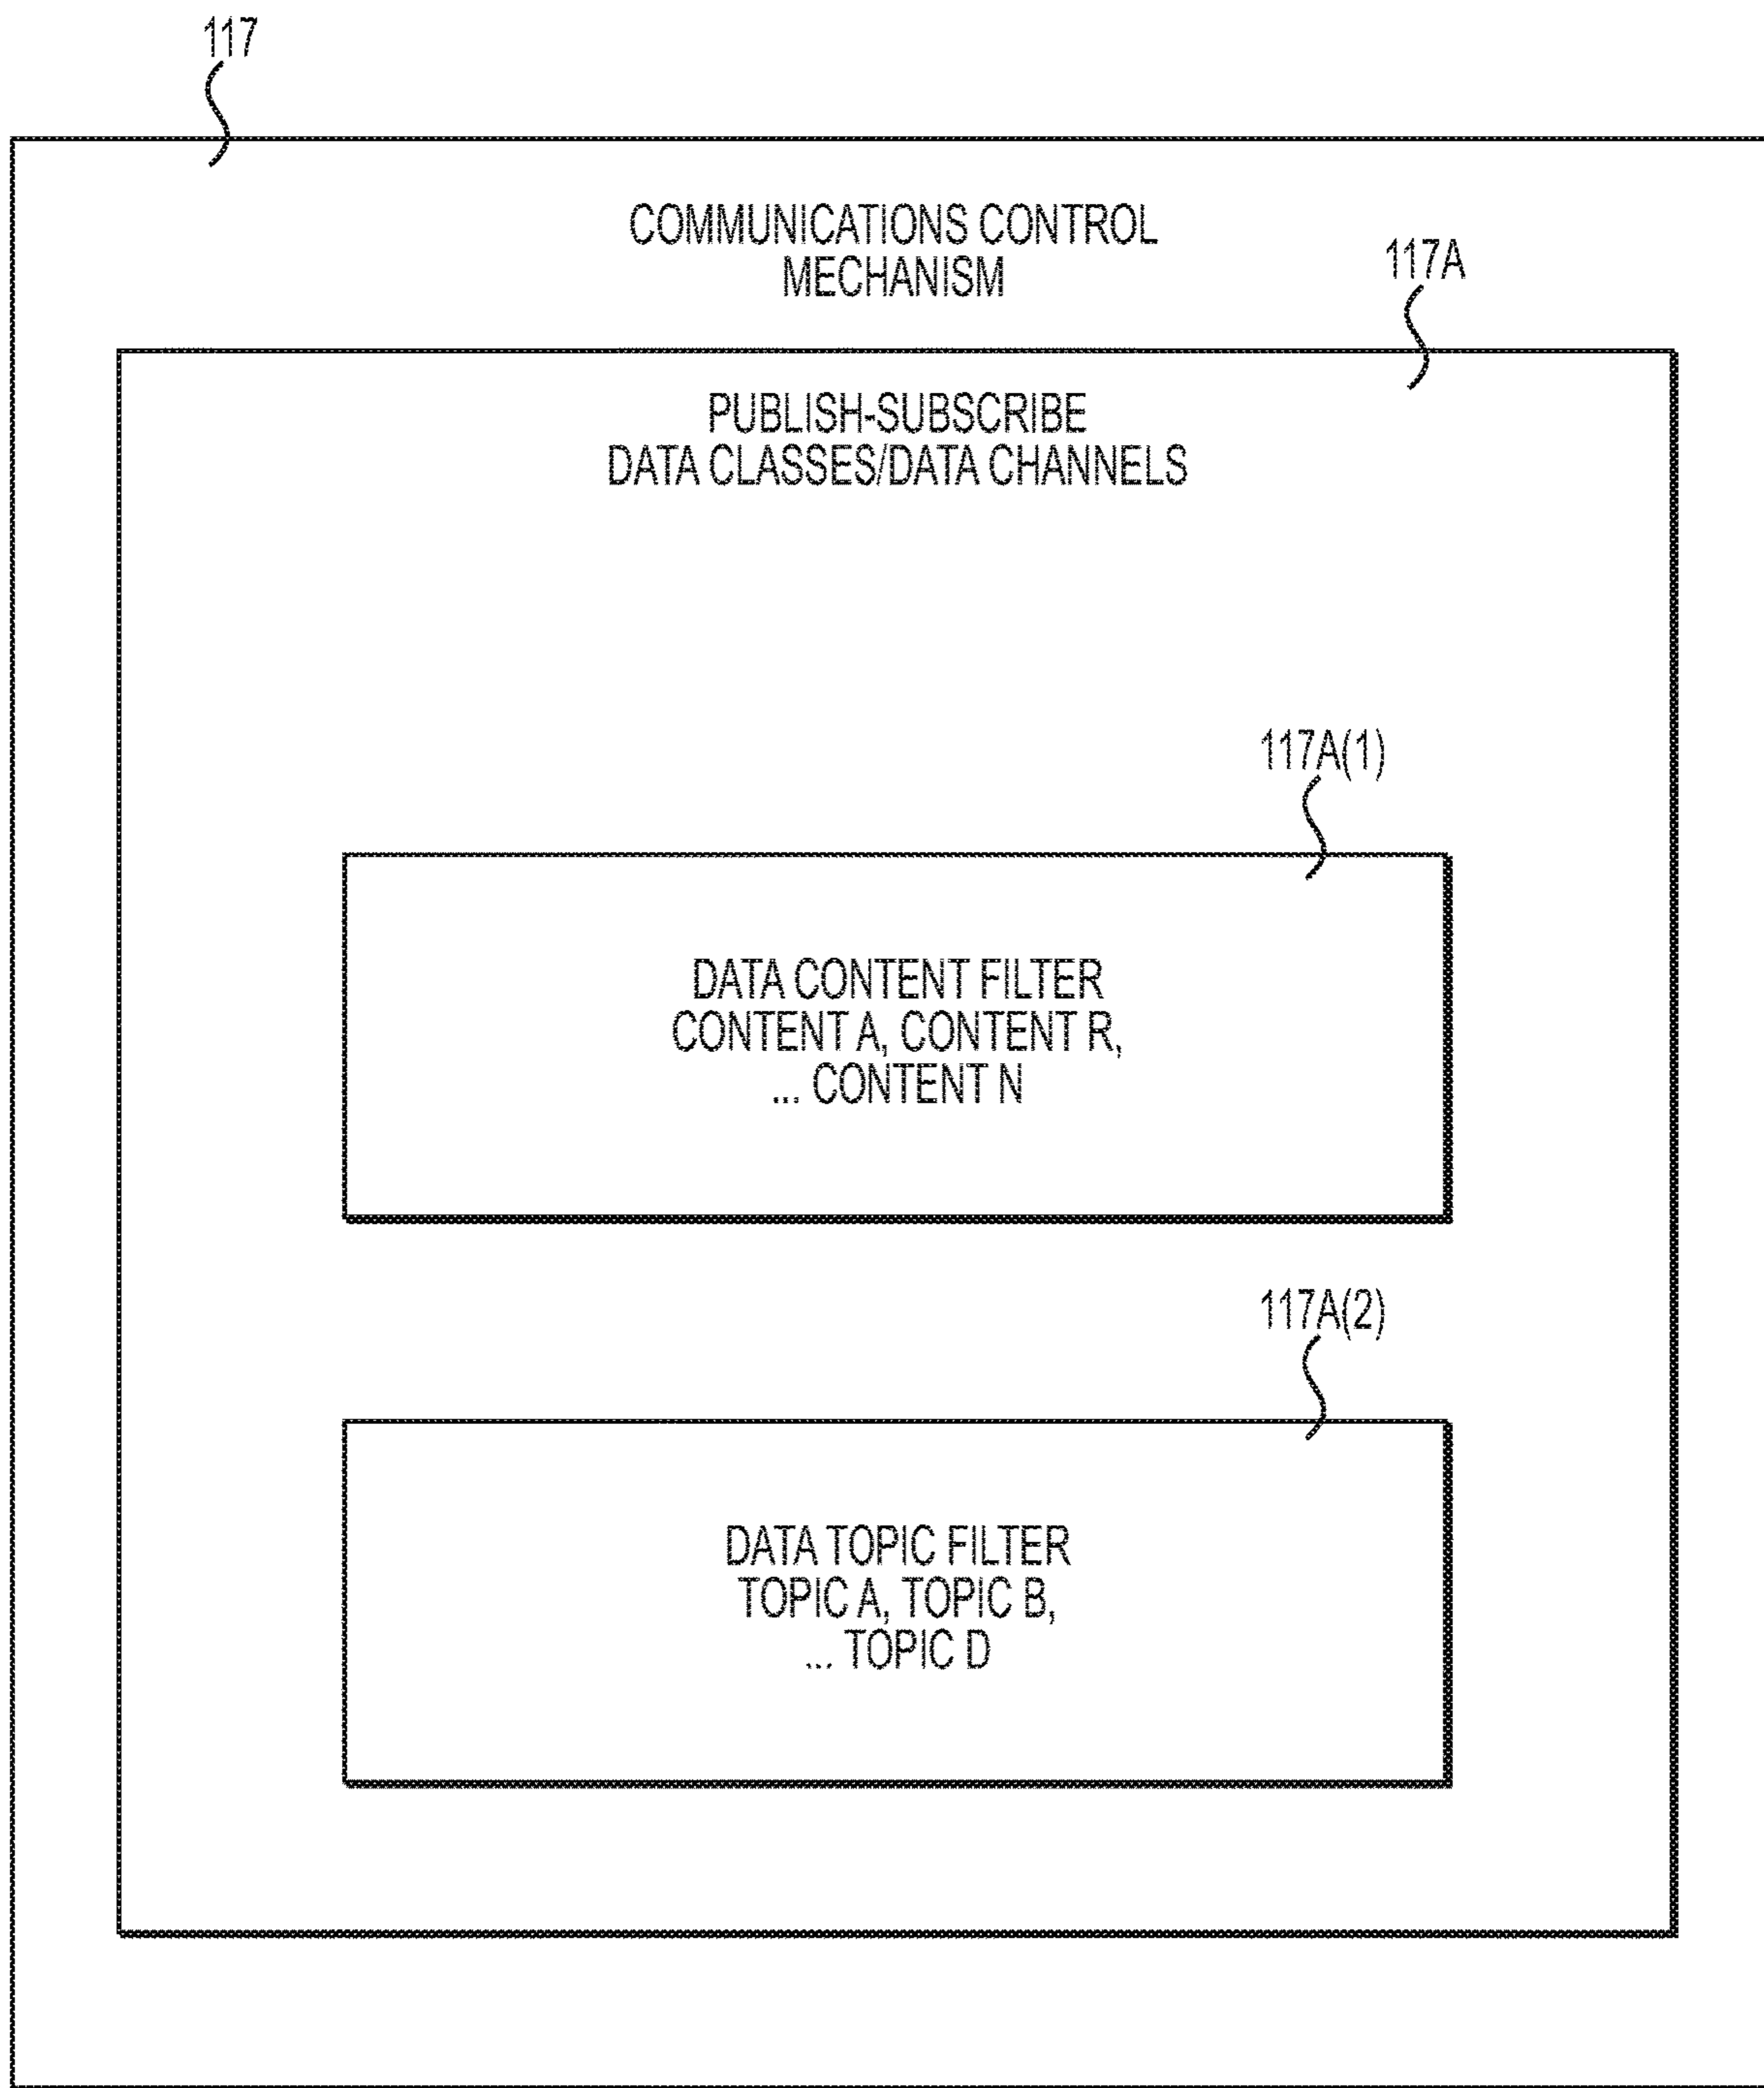 117
COMMUNICATIONS CONTROL
MECHANISM
117A
PUBLISH-SUBSCRIBE
DATA CLASSES/DATA CHANNELS
117A(1)
DATA CONTENT FILTER
CONTENT A, CONTENT R,
... CONTENT N
117A(2)
DATA TOPIC FILTER
TOPIC A, TOPIC B,
... TOPIC D